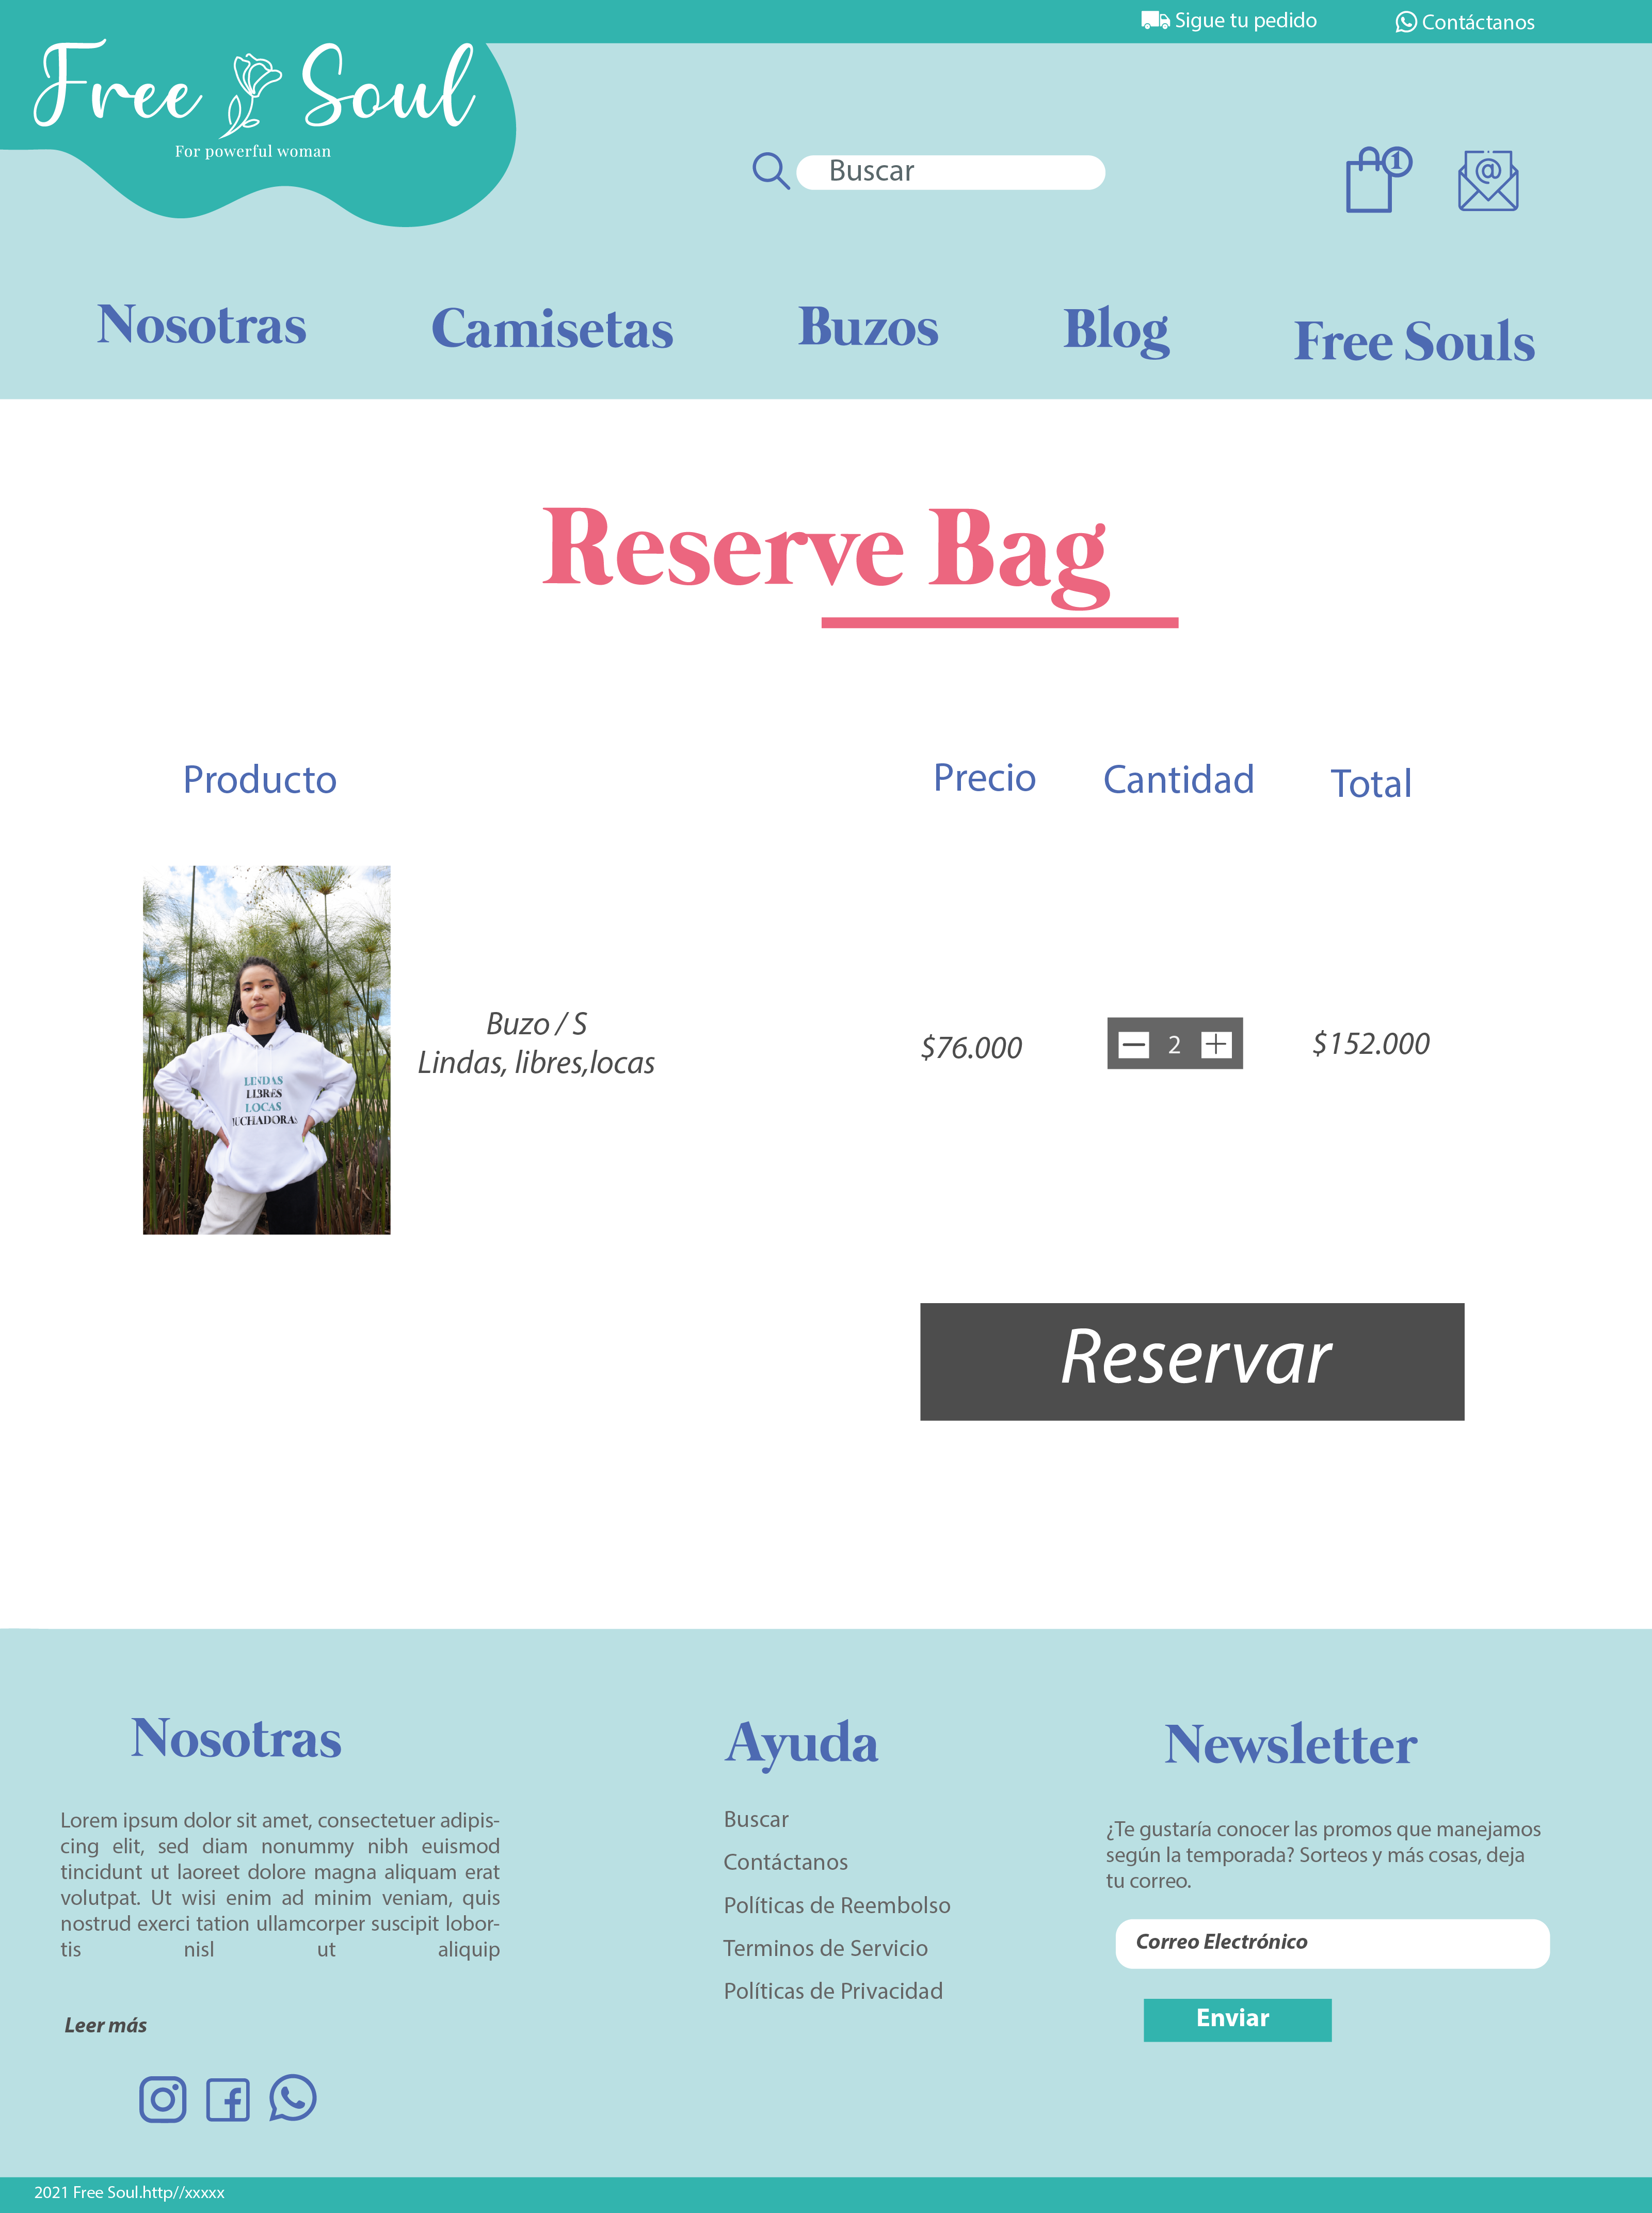 Sigue tu pedido
Contáctanos
Free Soul
For powerful woman
Buscar
1
@
Nosotras
Camisetas
Buzos
Blog
Free Souls
Reserve Bag
Producto
Precio
Cantidad
Total
LINDAS
LIBRES
LOCAS
Buzo / S
Lindas, libres,locas
$76.000
2
$152.000
Reservar
Nosotras
Lorem ipsum dolor sit amet, consectetuer adipis-
cing elit, sed diam nonummy nibh euismod
tincidunt ut laoreet dolore magna aliquam erat
volutpat. Ut wisi enim ad minim veniam, quis
nostrud exerci tation ullamcorper suscipit lobor-
tis nisl ut aliquip
Leer más
Ayuda
Buscar
Contáctanos
Políticas de Reembolso
Terminos de Servicio
Políticas de Privacidad
Newsletter
¿Te gustaría conocer las promos que manejamos
según la temporada? Sorteos y más cosas, deja
tu correo.
Correo Electrónico
Enviar
2021 Free Soul.http//xxxxx